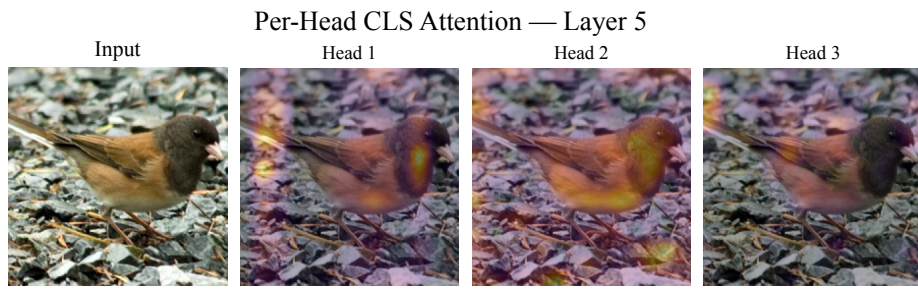 Per-Head CLS Attention — Layer 5
Input
Head 1
Head 2
Head 3